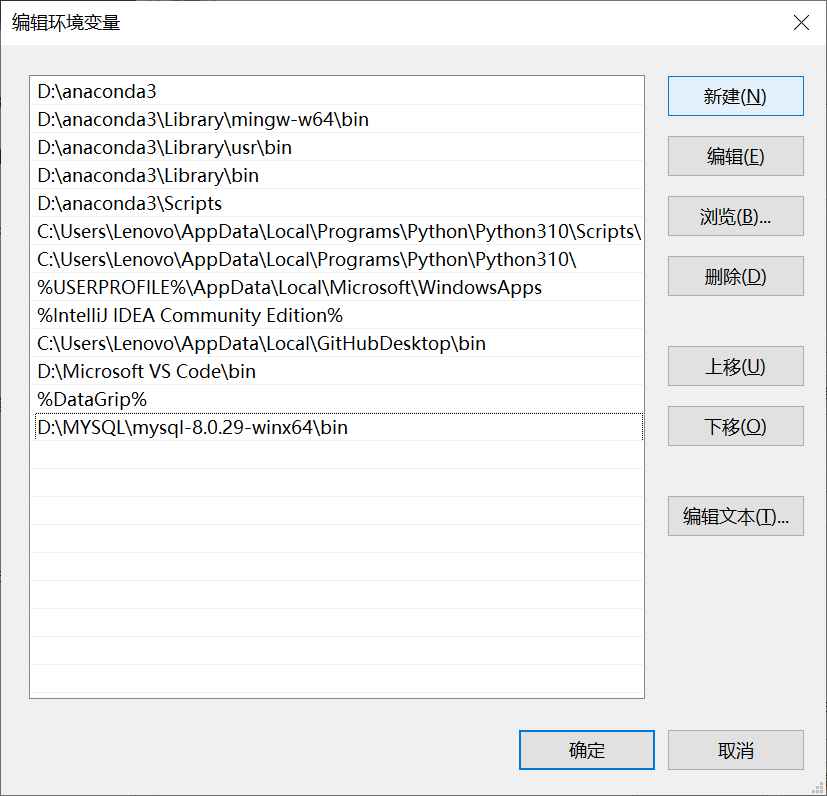 编辑环境变量
D:\anaconda3
D:\anaconda3\Library\mingw-w64\bin
D:\anaconda3\Library\usr\bin
D:\anaconda3\Library\bin
D:\anaconda3\Scripts
C:\Users\Lenovo\AppData\Local\Programs\Python\Python310\Scripts\
C:\Users\Lenovo\AppData\Local\Programs\Python\Python310\
%USERPROFILE%\AppData\Local\Microsoft\WindowsApps
%IntelliJ IDEA Community Edition%
C:\Users\Lenovo\AppData\Local\GitHubDesktop\bin
D:\Microsoft VS Code\bin
%DataGrip%
D:\MYSQL\mysql-8.0.29-winx64\bin
新建(N)
编辑(E)
浏览(B)...
删除(D)
上移(U)
下移(O)
编辑文本(T)...
确定
取消